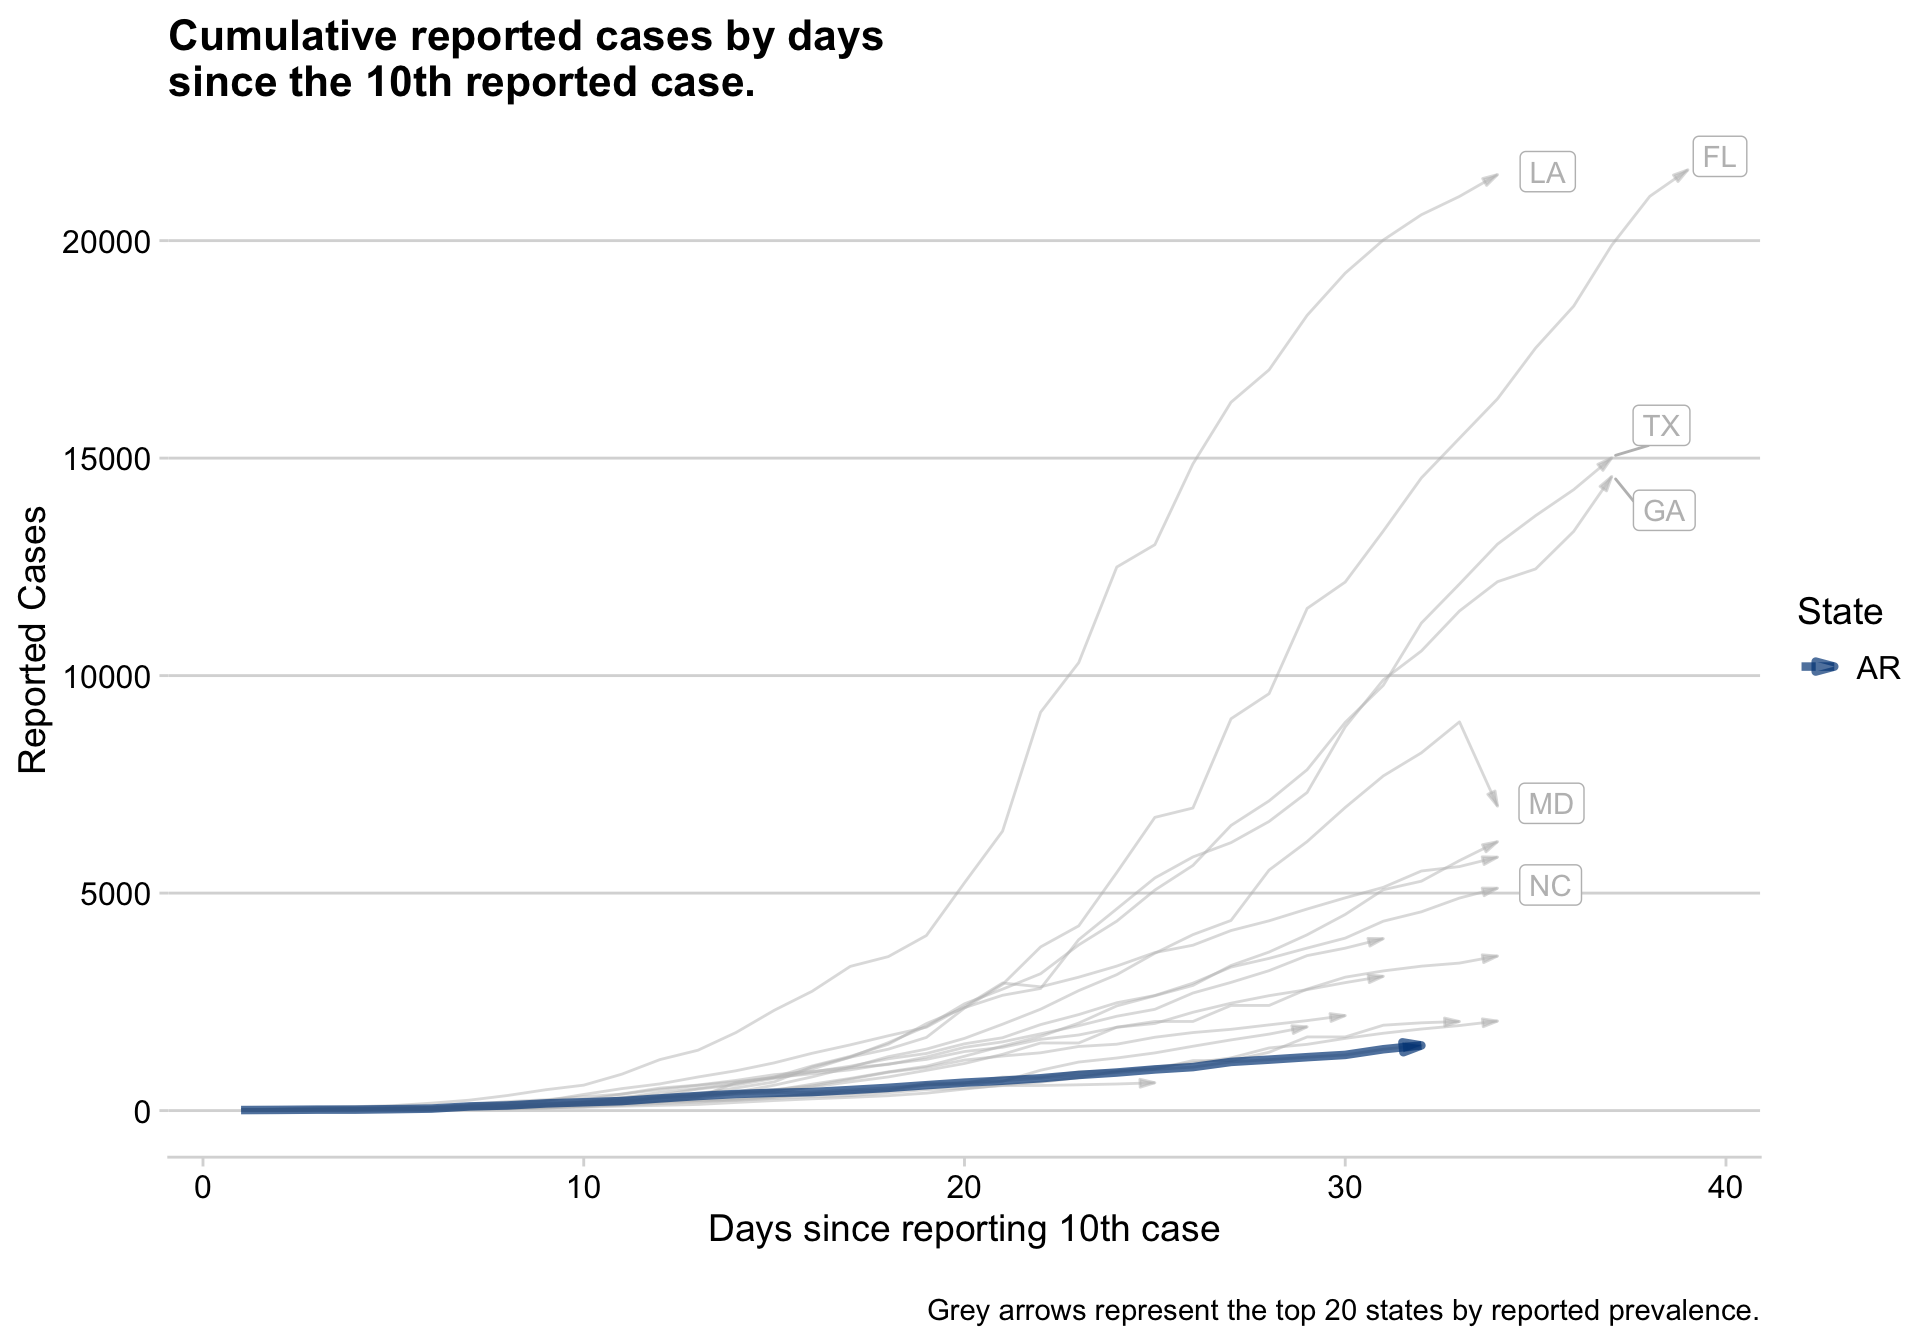 Cumulative reported cases by days
since the 10th reported case.
LA
FL
20000
TX
15000
GA
Reported Cases
State
10000
AR
MD
NC
5000
0
0 10 20 30 40
Days since reporting 10th case
Grey arrows represent the top 20 states by reported prevalence.